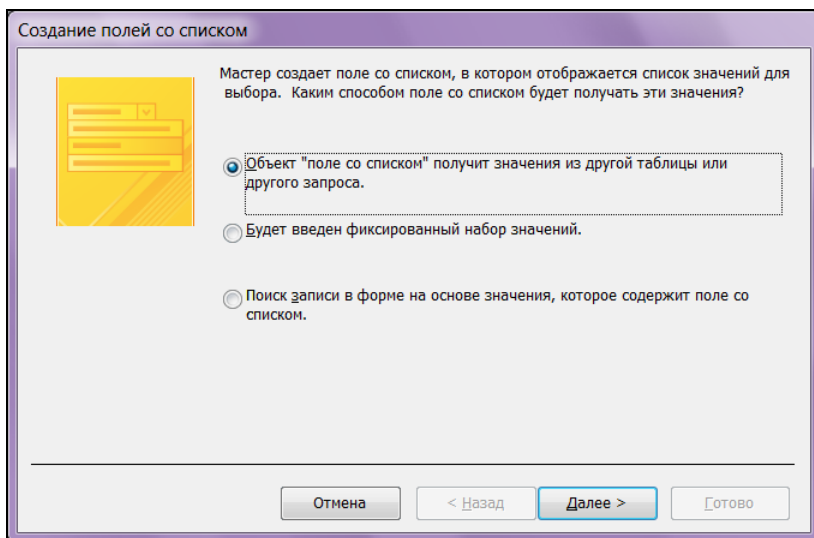 Создание полей со списком
Мастер создает поле со списком, в котором отображается список значений для
выбора. Каким способом поле со списком будет получать эти значения?
Объект "поле со списком" получит значения из другой таблицы или
другого запроса.
Будет введен фиксированный набор значений.
Поиск записи в форме на основе значения, которое содержит поле со
списком.
Отмена
< Назад
Далее >
Готово